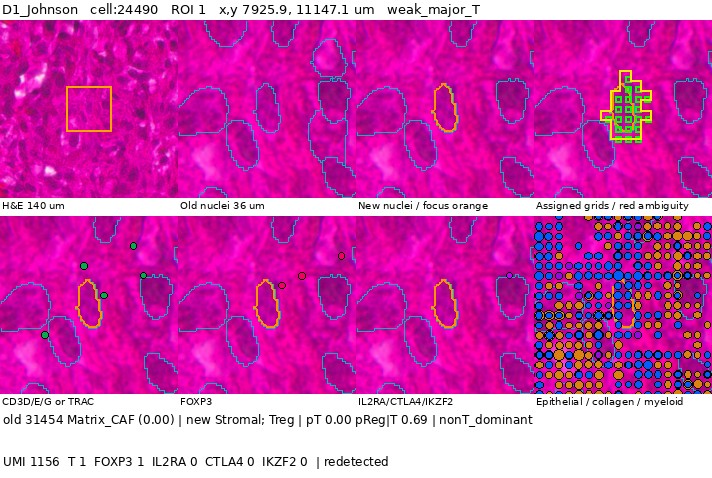 D1_Johnson cell:24490 ROI 1 x,y 7925.9, 11147.1 um weak_major_T
H&E 140 um
Old nuclei 36 um
New nuclei / focus orange
Assigned grids / red ambiguity
CD3D/E/G or TRAC
FOXP3
IL2RA/CTLA4/IKZF2
Epithelial / collagen / myeloid
old 31454 Matrix_CAF (0.00) | new Stromal; Treg | pT 0.00 pReg|T 0.69 | nonT_dominant
UMI 1156 T 1 FOXP3 1 IL2RA 0 CTLA4 0 IKZF2 0 | redetected